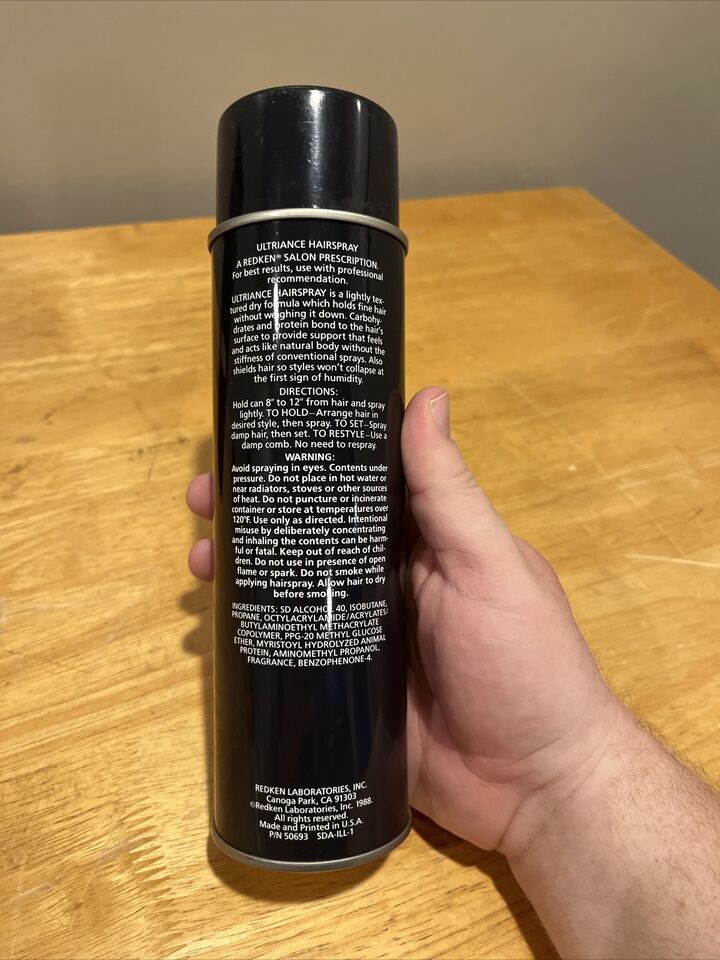 ULTRIANCE HAIRSPRAY
A REDKEN® SALON PRESCRIPTION.
For best results, use with professional
recommendation.
ULTRIANCE HAIRSPRAY is a lightly tex-
tured dry formula which holds fine hair
without weighing it down. Carbohy-
drates and protein bond to the hair's
surface to provide support that feels
and acts like natural body without the
stiffness of conventional sprays. Also
shields hair so styles won't collapse at
the first sign of humidity.
DIRECTIONS:
Hold can 8" to 12" from hair and spray
lightly. TO HOLD—Arrange hair in
desired style, then spray. TO SET—Spray
damp hair, then set. TO RESTYLE—Use a
damp comb. No need to respray.
WARNING:
Avoid spraying in eyes. Contents under
pressure. Do not place in hot water or
near radiators, stoves or other sources
of heat. Do not puncture or incinerate
container or store at temperatures over
120°F. Use only as directed. Intentional
misuse by deliberately concentrating
and inhaling the contents can be harm-
ful or fatal. Keep out of reach of chil-
dren. Do not use in presence of open
flame or spark. Do not smoke while
applying hairspray. Allow hair to dry
before smoking.
INGREDIENTS: SD ALCOHOL 40, ISOBUTANE,
PROPANE, OCTYLACRYLAMIDE/ACRYLATES/
BUTYLAMINOETHYL METHACRYLATE
COPOLYMER, PPG-20 METHYL GLUCOSE
ETHER, MYRISTOYL HYDROLYZED ANIMAL
PROTEIN, AMINOMETHYL PROPANOL,
FRAGRANCE, BENZOPHENONE-4.
REDKEN LABORATORIES, INC.
Canoga Park, CA 91303
©Redken Laboratories, Inc. 1988.
All rights reserved.
Made and Printed in U.S.A.
P/N 50693 SDA-ILL-1